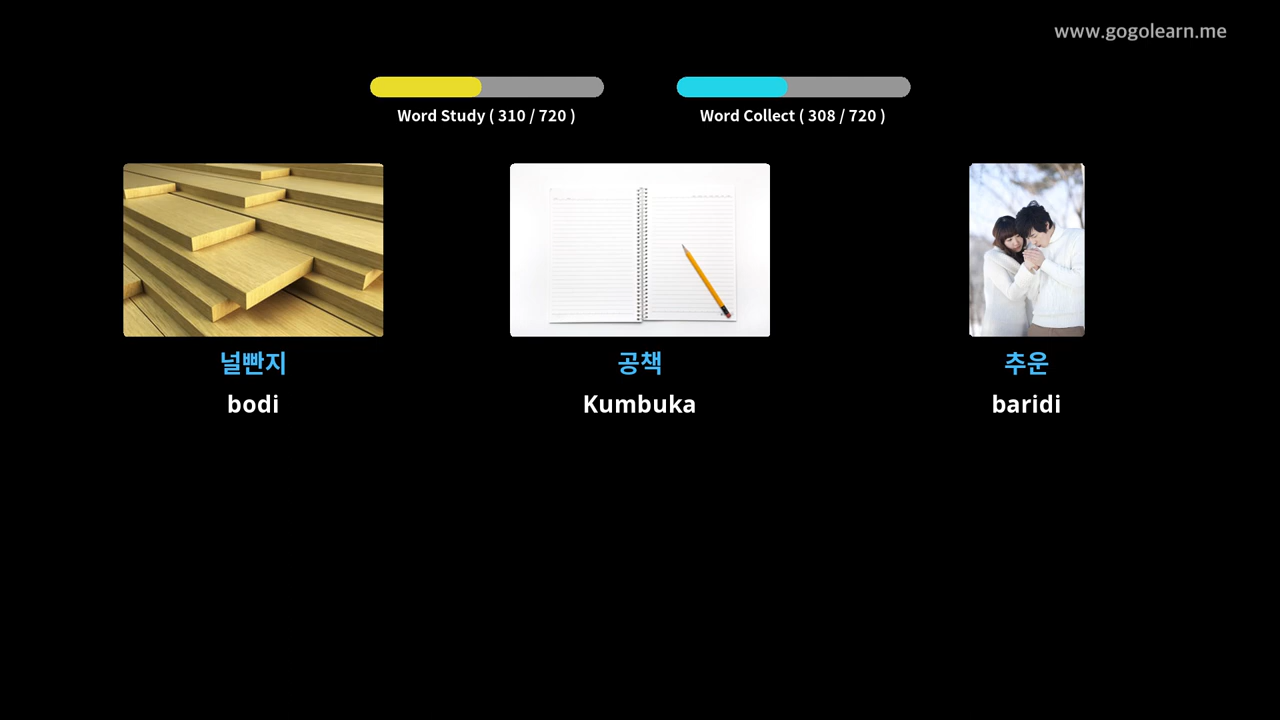 www.gogolearn.me
Word Study ( 310 / 720 )
Word Collect ( 308 / 720 )
널빤지
bodi
공책
Kumbuka
추운
baridi